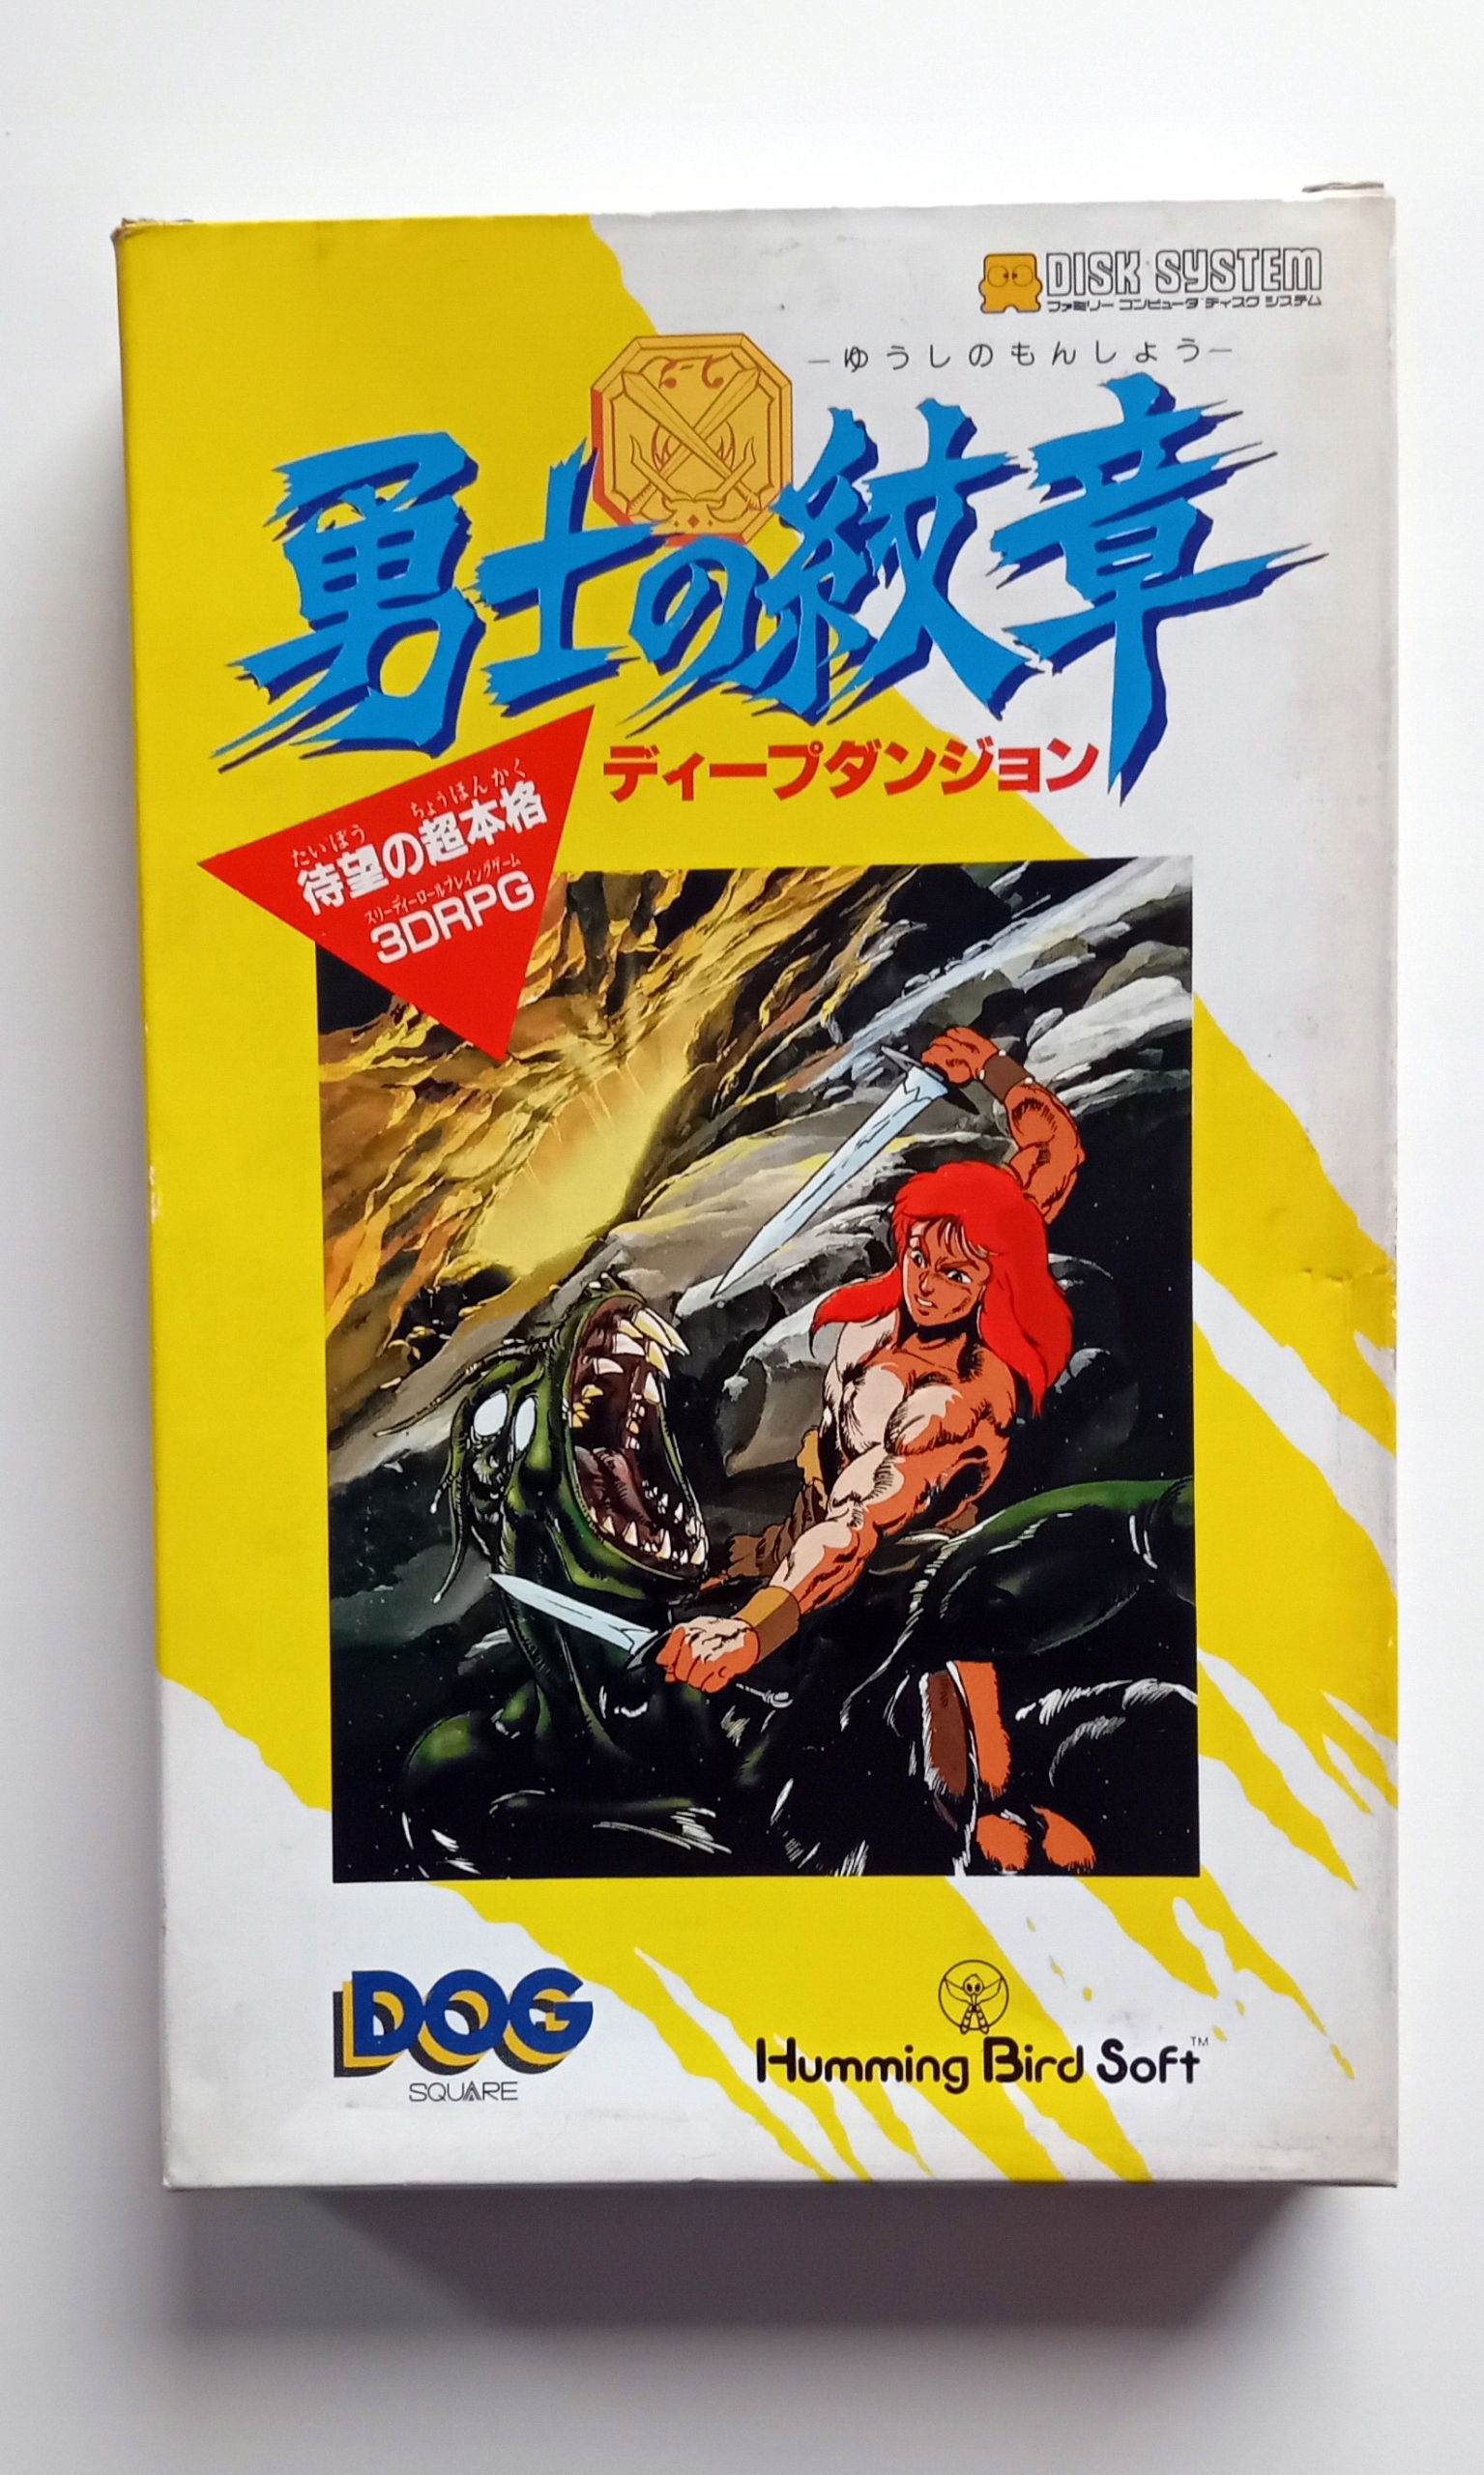 DISK SYSTEM
ファミリー コンピュータ ディスク システム
―ゆうしのもんしょう―
勇士の紋章
ディープダンジョン
たいぼう ちょうほんかく
待望の超本格
スリーディーロールプレイングゲーム
3DRPG
DOG
SQUARE
Humming Bird Soft™